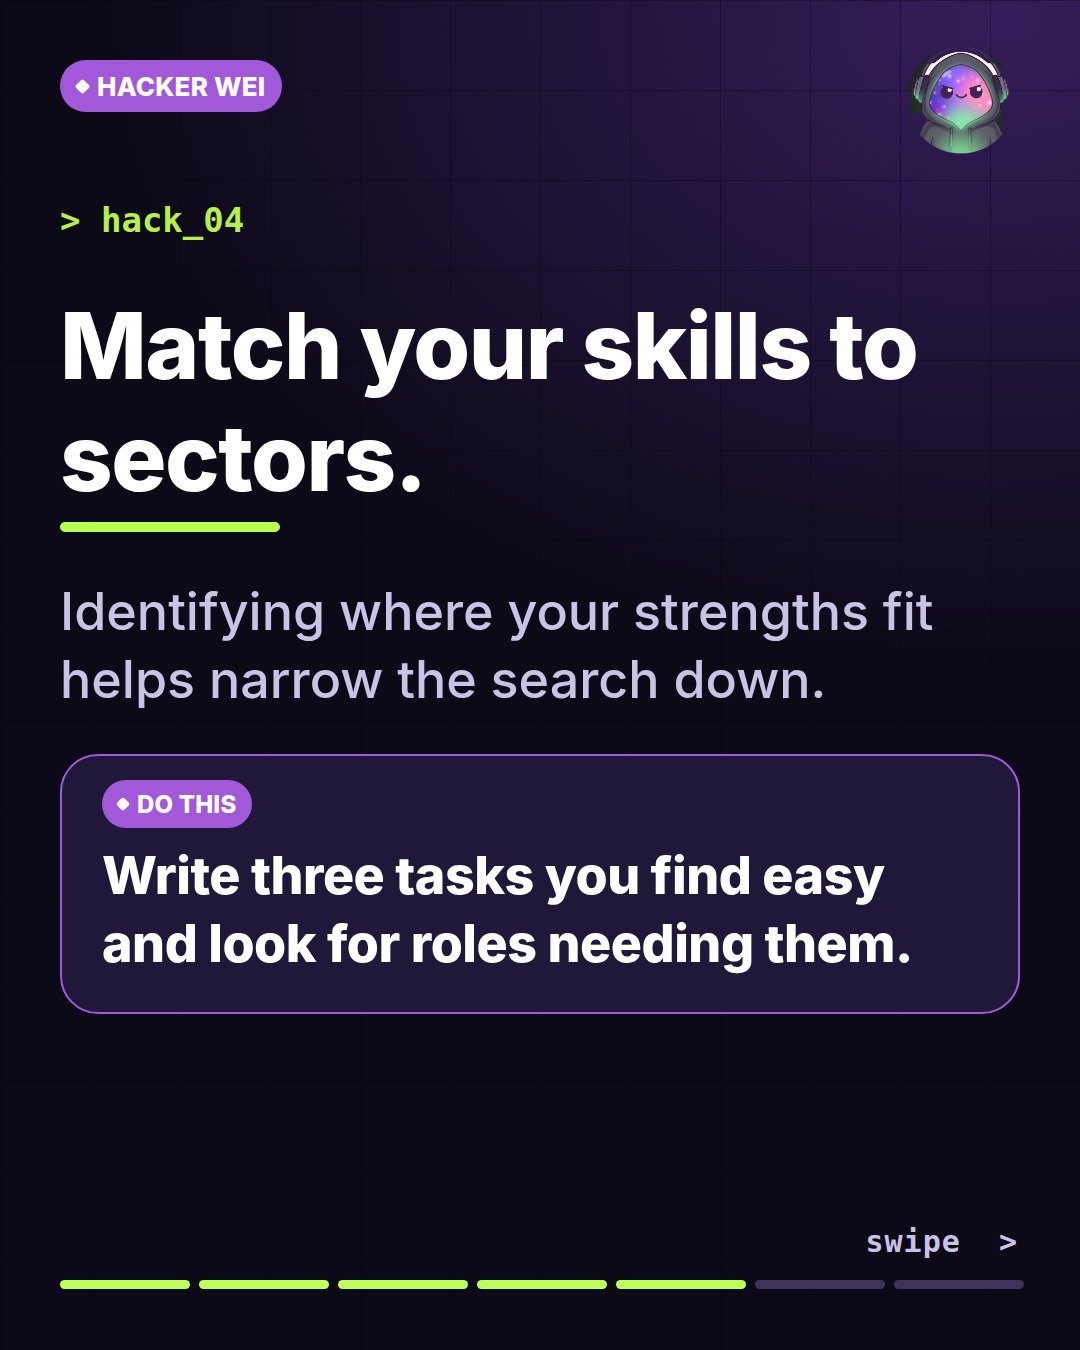 HACKER WEI
> hack_04
Match your skills to
sectors.
Identifying where your strengths fit
helps narrow the search down.
DO THIS
Write three tasks you find easy
and look for roles needing them.
swipe >